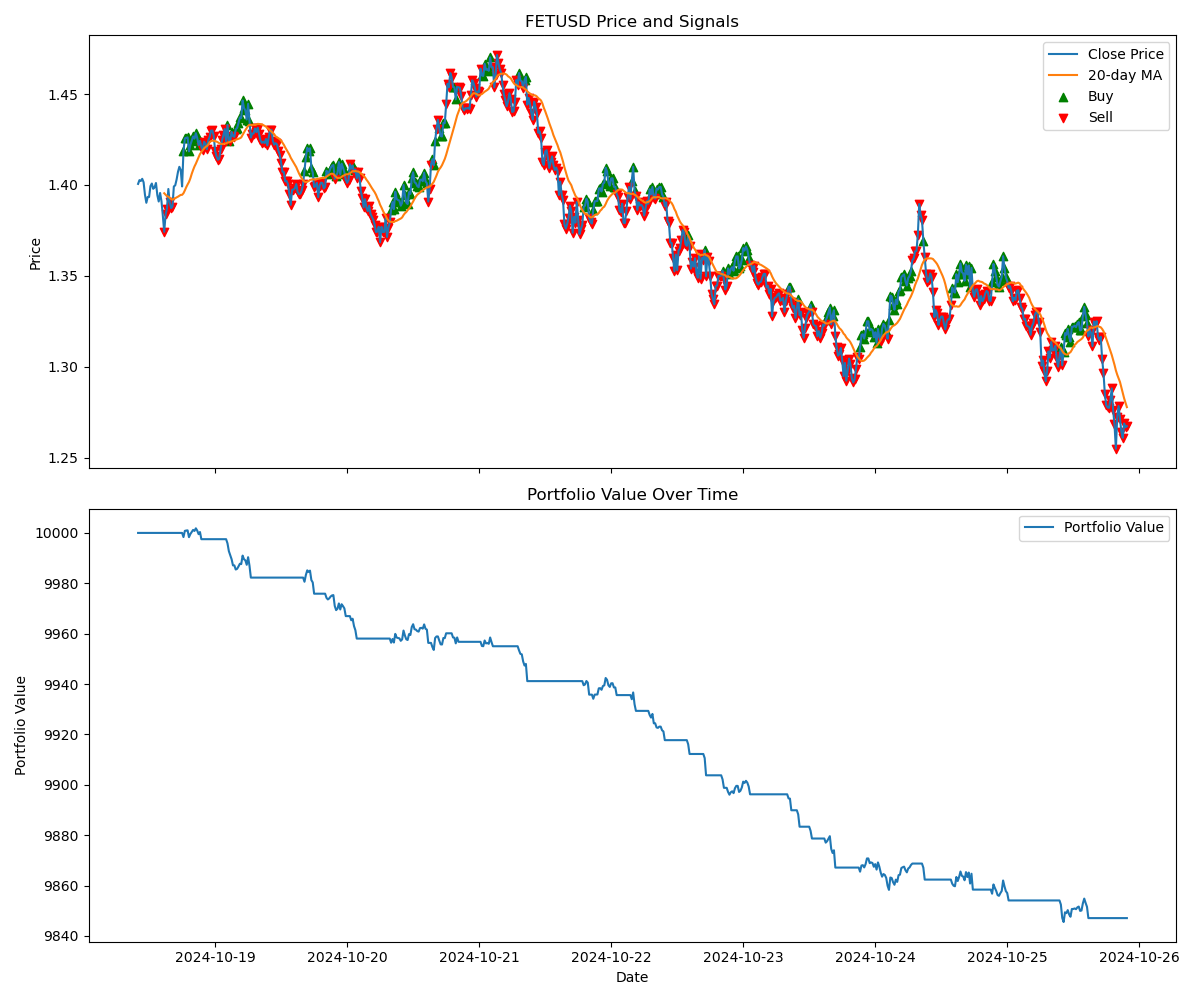 FETUSD Price and Signals
Price
1.45
1.40
1.35
1.30
1.25
Close Price
20-day MA
Buy
Sell
Portfolio Value Over Time
Portfolio Value
10000
9980
9960
9940
9920
9900
9880
9860
9840
Portfolio Value
2024-10-19
2024-10-20
2024-10-21
2024-10-22
2024-10-23
2024-10-24
2024-10-25
2024-10-26
Date